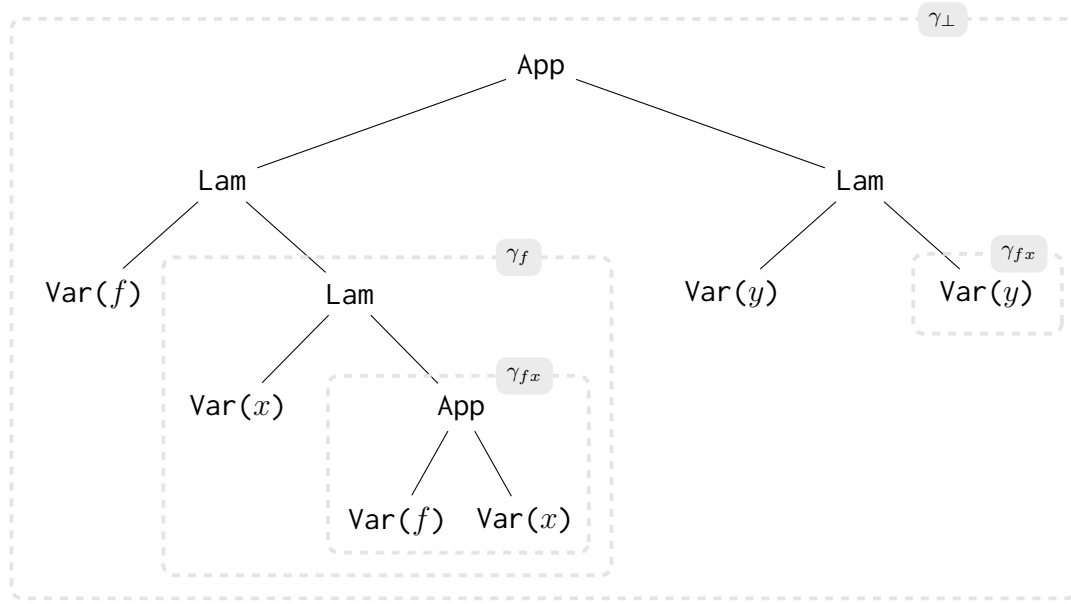 γ⊥
App
Lam Lam
γf γfx
Var(f) Lam Var(y) Var(y)
γfx
Var(x) App
Var(f) Var(x)